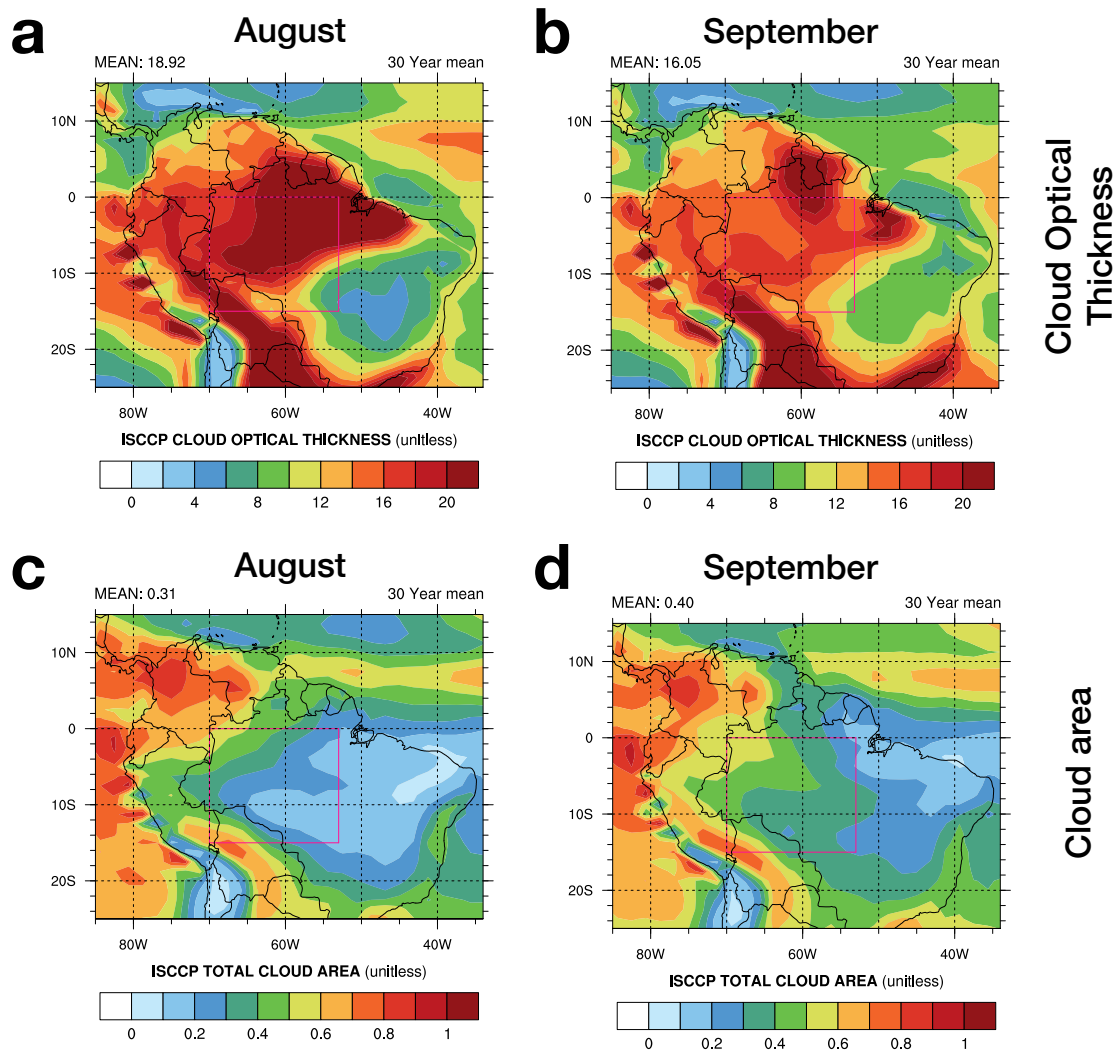 a August
MEAN: 18.92 30 Year mean
10N
0
10S
20S
80W 60W 40W
ISCCP CLOUD OPTICAL THICKNESS (unitless)
0 4 8 12 16 20
b September
MEAN: 16.05 30 Year mean
10N
0
10S
20S
80W 60W 40W
ISCCP CLOUD OPTICAL THICKNESS (unitless)
0 4 8 12 16 20
Cloud Optical
Thickness
c August
MEAN: 0.31 30 Year mean
10N
0
10S
20S
80W 60W 40W
ISCCP TOTAL CLOUD AREA (unitless)
0 0.2 0.4 0.6 0.8 1
d September
MEAN: 0.40 30 Year mean
10N
0
10S
20S
80W 60W 40W
ISCCP TOTAL CLOUD AREA (unitless)
0 0.2 0.4 0.6 0.8 1
Cloud area